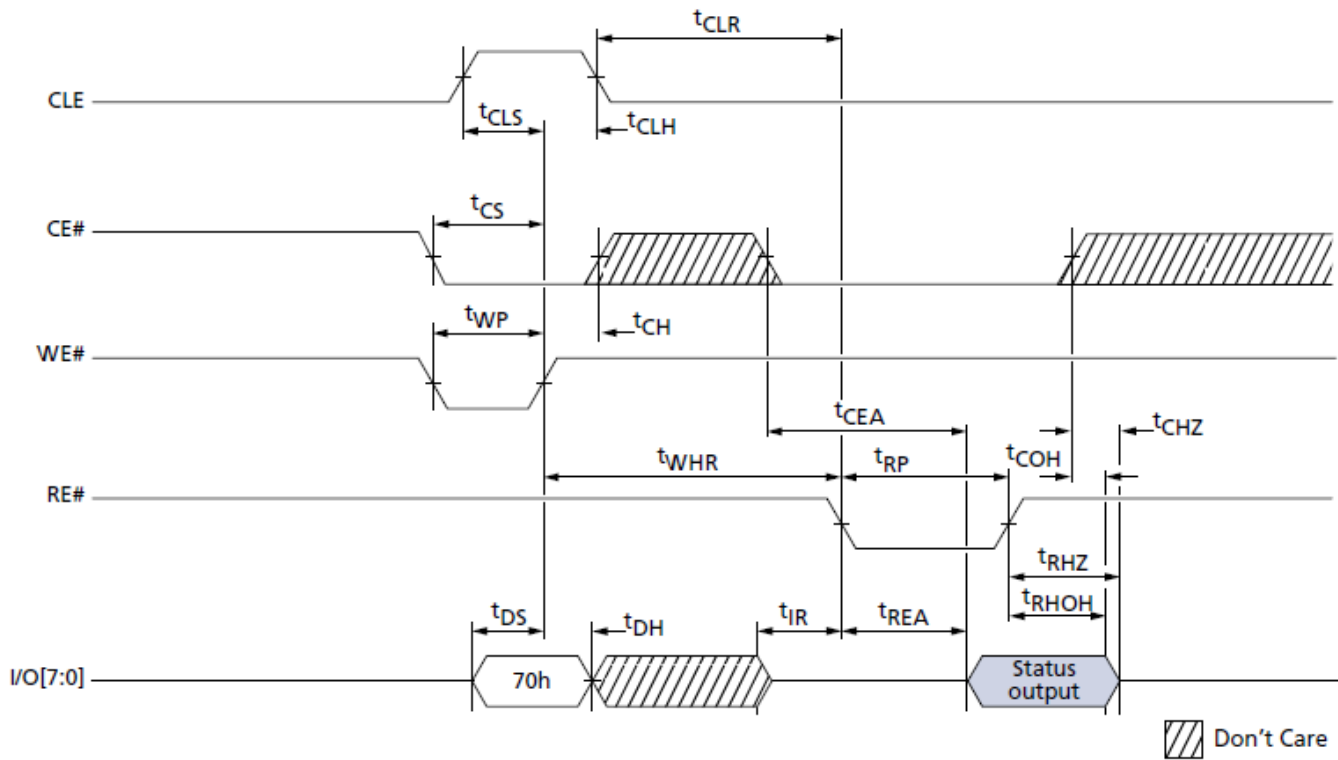 tCLR
CLE
tCLS
tCLH
CE#
tCS
tCH
WE#
tWP
tCEA
tCHZ
tWHR
tRP
tCOH
RE#
tRHZ
tRHOH
tDS
tDH
tIR
tREA
I/O[7:0]
70h
Status
output
Don't Care